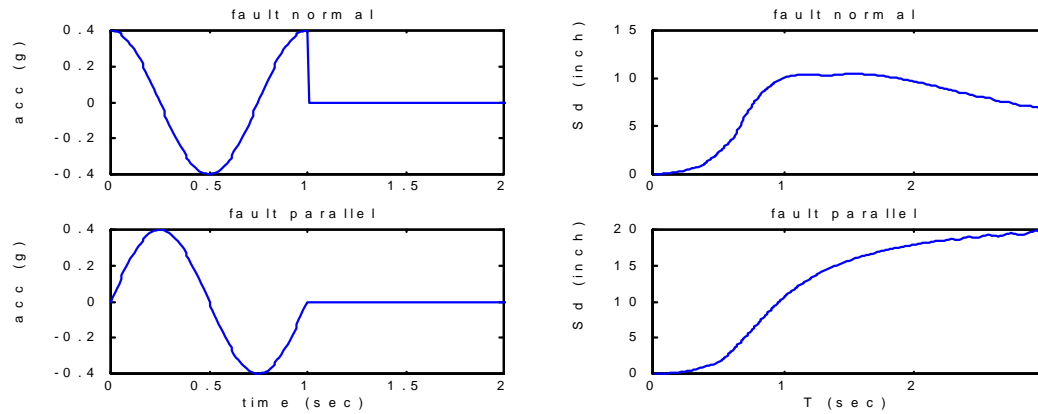 fault normal
acc (g)
0.4
0.2
0
-0.2
-0.4
0 0.5 1 1.5 2
fault normal
Sd (inch)
15
10
5
0
0 1 2
fault parallel
acc (g)
0.4
0.2
0
-0.2
-0.4
0 0.5 1 1.5 2
time (sec)
fault parallel
Sd (inch)
20
15
10
5
0
0 1 2
T (sec)